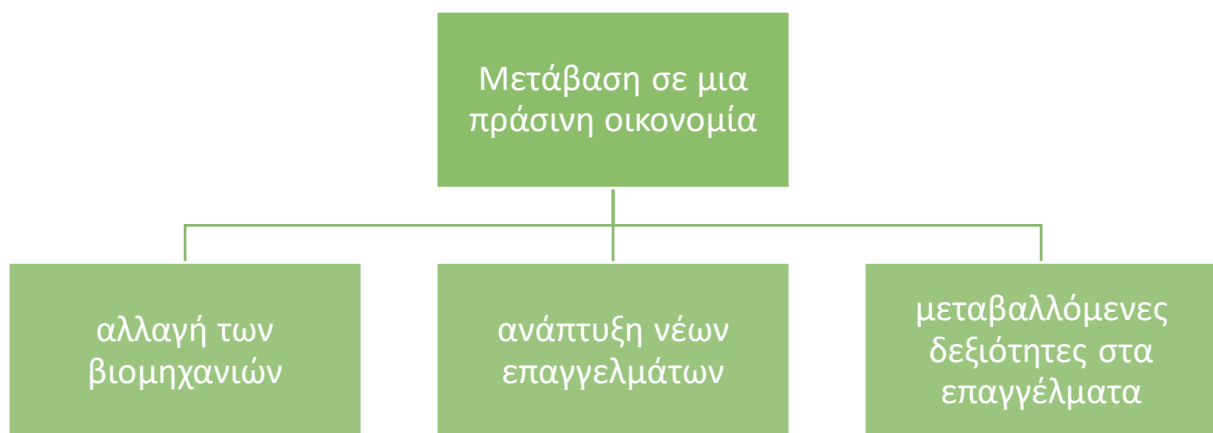 Μετάβαση σε μια
πράσινη οικονομία
αλλαγή των
βιομηχανιών
ανάπτυξη νέων
επαγγελμάτων
μεταβαλλόμενες
δεξιότητες στα
επαγγέλματα